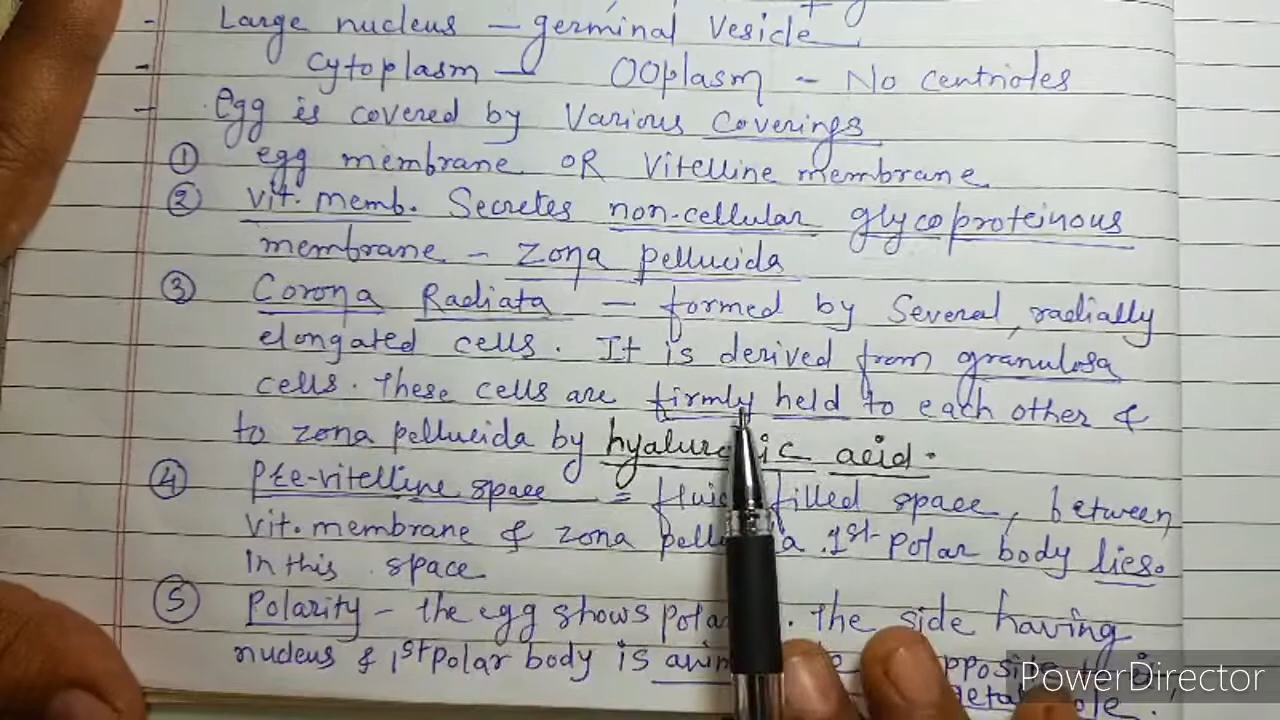 - Large nucleus - germinal vesicle.
- Cytoplasm - Ooplasm - No centrioles
- Egg is covered by various coverings
① egg membrane OR Vitelline membrane
② Vit. memb. Secretes non-cellular glycoproteinous
membrane - Zona pellucida
③ Corona Radiata - formed by several, radially
elongated cells. It is derived from granulosa
cells. These cells are firmly held to each other &
to zona pellucida by acid.
④ Pre-vitelline space = filled space, between
vit. membrane & zona 1st polar body lies.
In this space
⑤ Polarity - the egg shows . The side having
nucleus & 1st polar body is
PowerDirector